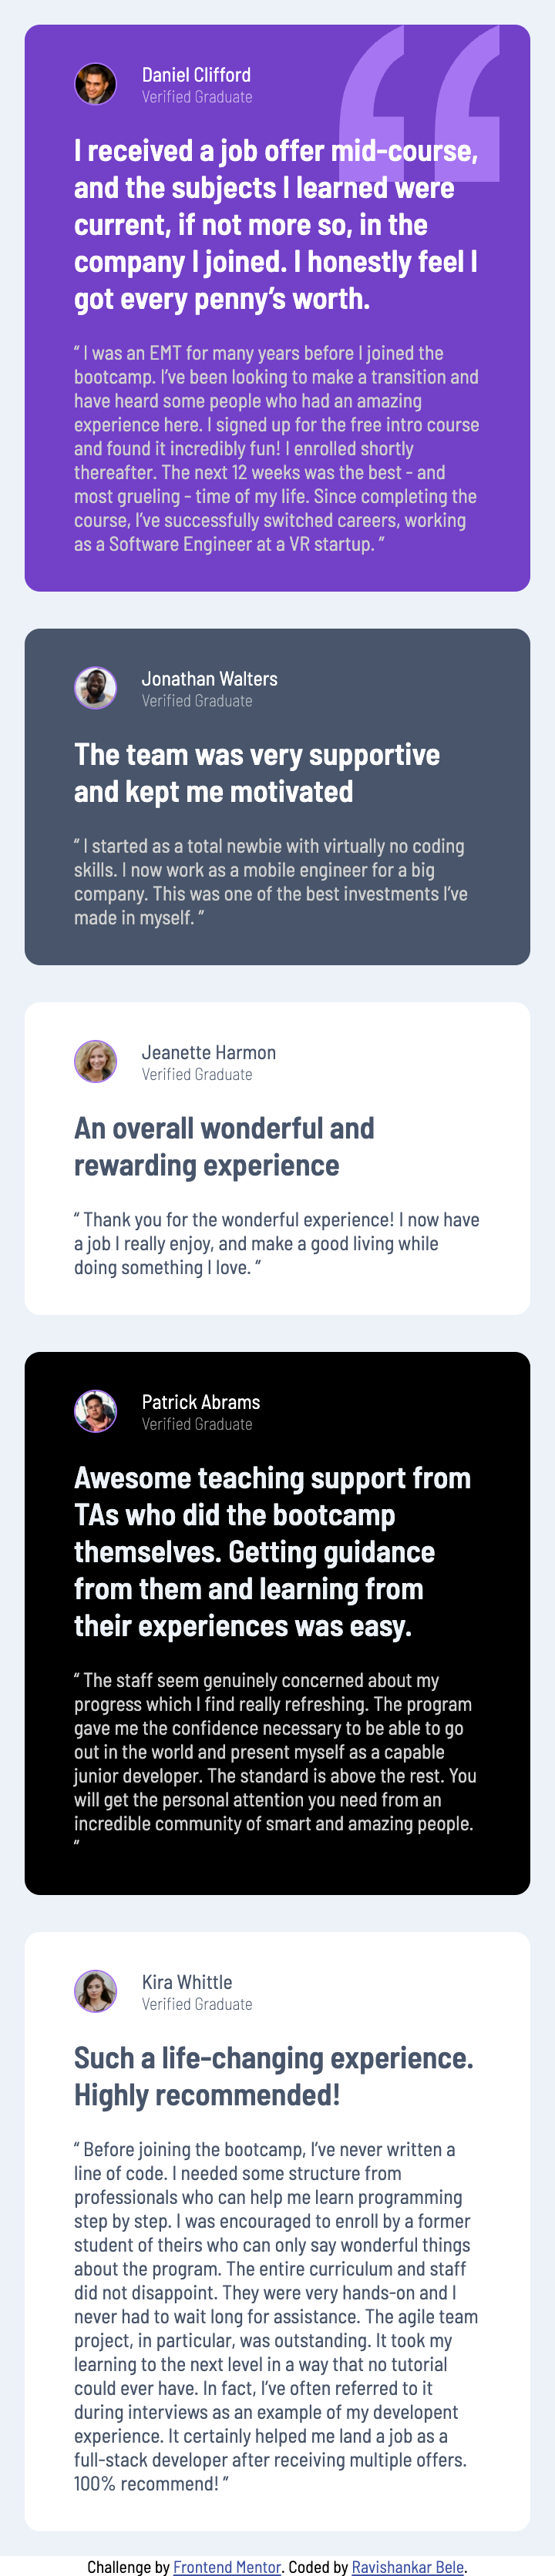 Daniel Clifford
Verified Graduate
I received a job offer mid-course,
and the subjects I learned were
current, if not more so, in the
company I joined. I honestly feel I
got every penny’s worth.
“ I was an EMT for many years before I joined the
bootcamp. I’ve been looking to make a transition and
have heard some people who had an amazing
experience here. I signed up for the free intro course
and found it incredibly fun! I enrolled shortly
thereafter. The next 12 weeks was the best - and
most grueling - time of my life. Since completing the
course, I’ve successfully switched careers, working
as a Software Engineer at a VR startup. ”
Jonathan Walters
Verified Graduate
The team was very supportive
and kept me motivated
“ I started as a total newbie with virtually no coding
skills. I now work as a mobile engineer for a big
company. This was one of the best investments I’ve
made in myself. ”
Jeanette Harmon
Verified Graduate
An overall wonderful and
rewarding experience
“ Thank you for the wonderful experience! I now have
a job I really enjoy, and make a good living while
doing something I love. ”
Patrick Abrams
Verified Graduate
Awesome teaching support from
TAs who did the bootcamp
themselves. Getting guidance
from them and learning from
their experiences was easy.
“ The staff seem genuinely concerned about my
progress which I find really refreshing. The program
gave me the confidence necessary to be able to go
out in the world and present myself as a capable
junior developer. The standard is above the rest. You
will get the personal attention you need from an
incredible community of smart and amazing people.
”
Kira Whittle
Verified Graduate
Such a life-changing experience.
Highly recommended!
“ Before joining the bootcamp, I’ve never written a
line of code. I needed some structure from
professionals who can help me learn programming
step by step. I was encouraged to enroll by a former
student of theirs who can only say wonderful things
about the program. The entire curriculum and staff
did not disappoint. They were very hands-on and I
never had to wait long for assistance. The agile team
project, in particular, was outstanding. It took my
learning to the next level in a way that no tutorial
could ever have. In fact, I’ve often referred to it
during interviews as an example of my developent
experience. It certainly helped me land a job as a
full-stack developer after receiving multiple offers.
100% recommend! ”
Challenge by Frontend Mentor. Coded by Ravishankar Bele.